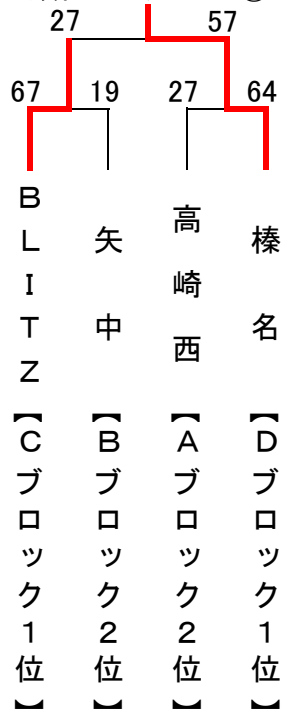 27 57
67 19 27 64
BLITZ【Cブロック1位】
矢中【Bブロック2位】
高崎西【Aブロック2位】
榛名【Dブロック1位】